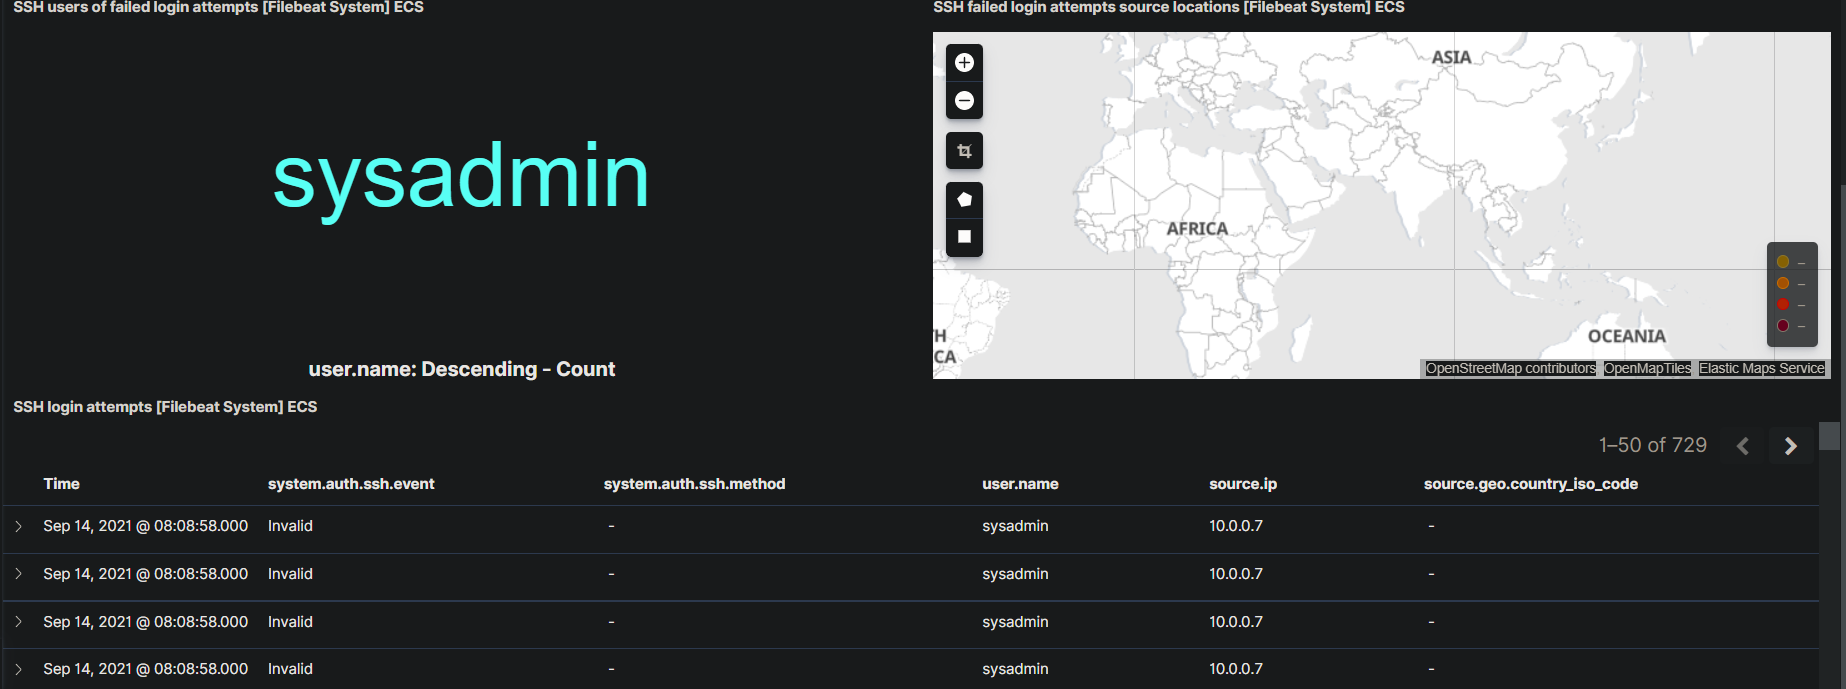 SSH users of failed login attempts [Filebeat System] ECS
sysadmin
user.name: Descending - Count
SSH failed login attempts source locations [Filebeat System] ECS
ASIA
AFRICA
H
CA
OCEANIA
–
–
–
–
OpenStreetMap contributors OpenMapTiles Elastic Maps Service
SSH login attempts [Filebeat System] ECS
1–50 of 729
Time system.auth.ssh.event system.auth.ssh.method user.name source.ip source.geo.country_iso_code
Sep 14, 2021 @ 08:08:58.000 Invalid - sysadmin 10.0.0.7 -
Sep 14, 2021 @ 08:08:58.000 Invalid - sysadmin 10.0.0.7 -
Sep 14, 2021 @ 08:08:58.000 Invalid - sysadmin 10.0.0.7 -
Sep 14, 2021 @ 08:08:58.000 Invalid - sysadmin 10.0.0.7 -